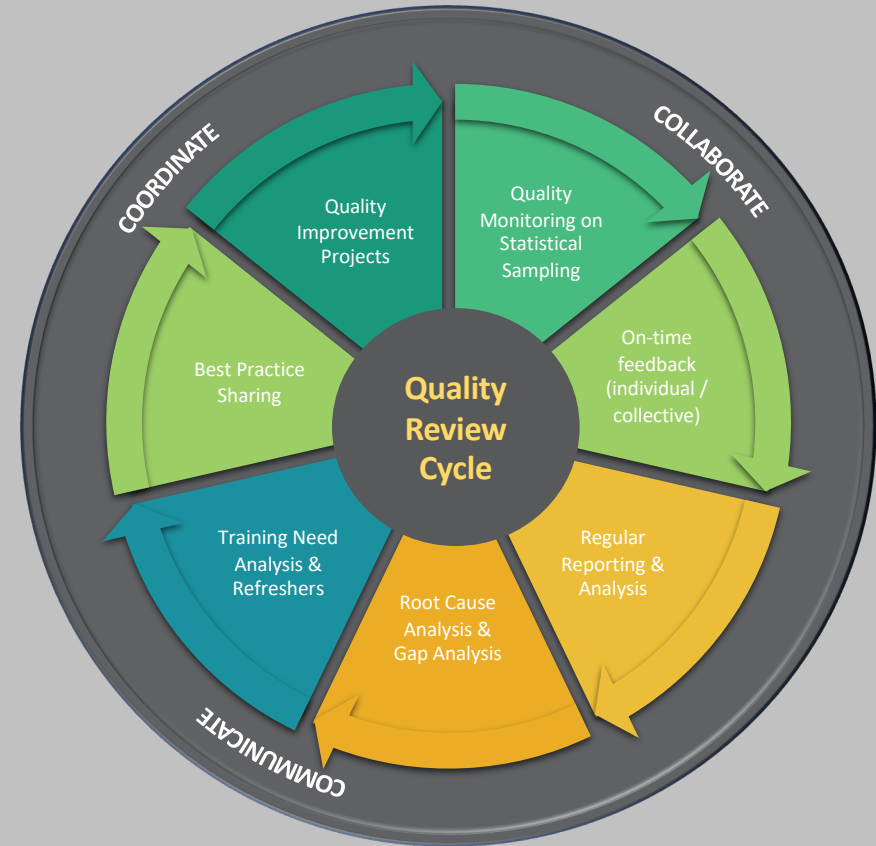 COORDINATE
COLLABORATE
Quality
Improvement
Projects
Quality
Monitoring on
Statistical
Sampling
On-time
feedback
(individual /
collective)
Best Practice
Sharing
Quality
Review
Cycle
Regular
Reporting &
Analysis
Training Need
Analysis &
Refreshers
Root Cause
Analysis &
Gap Analysis
COMMUNICATE